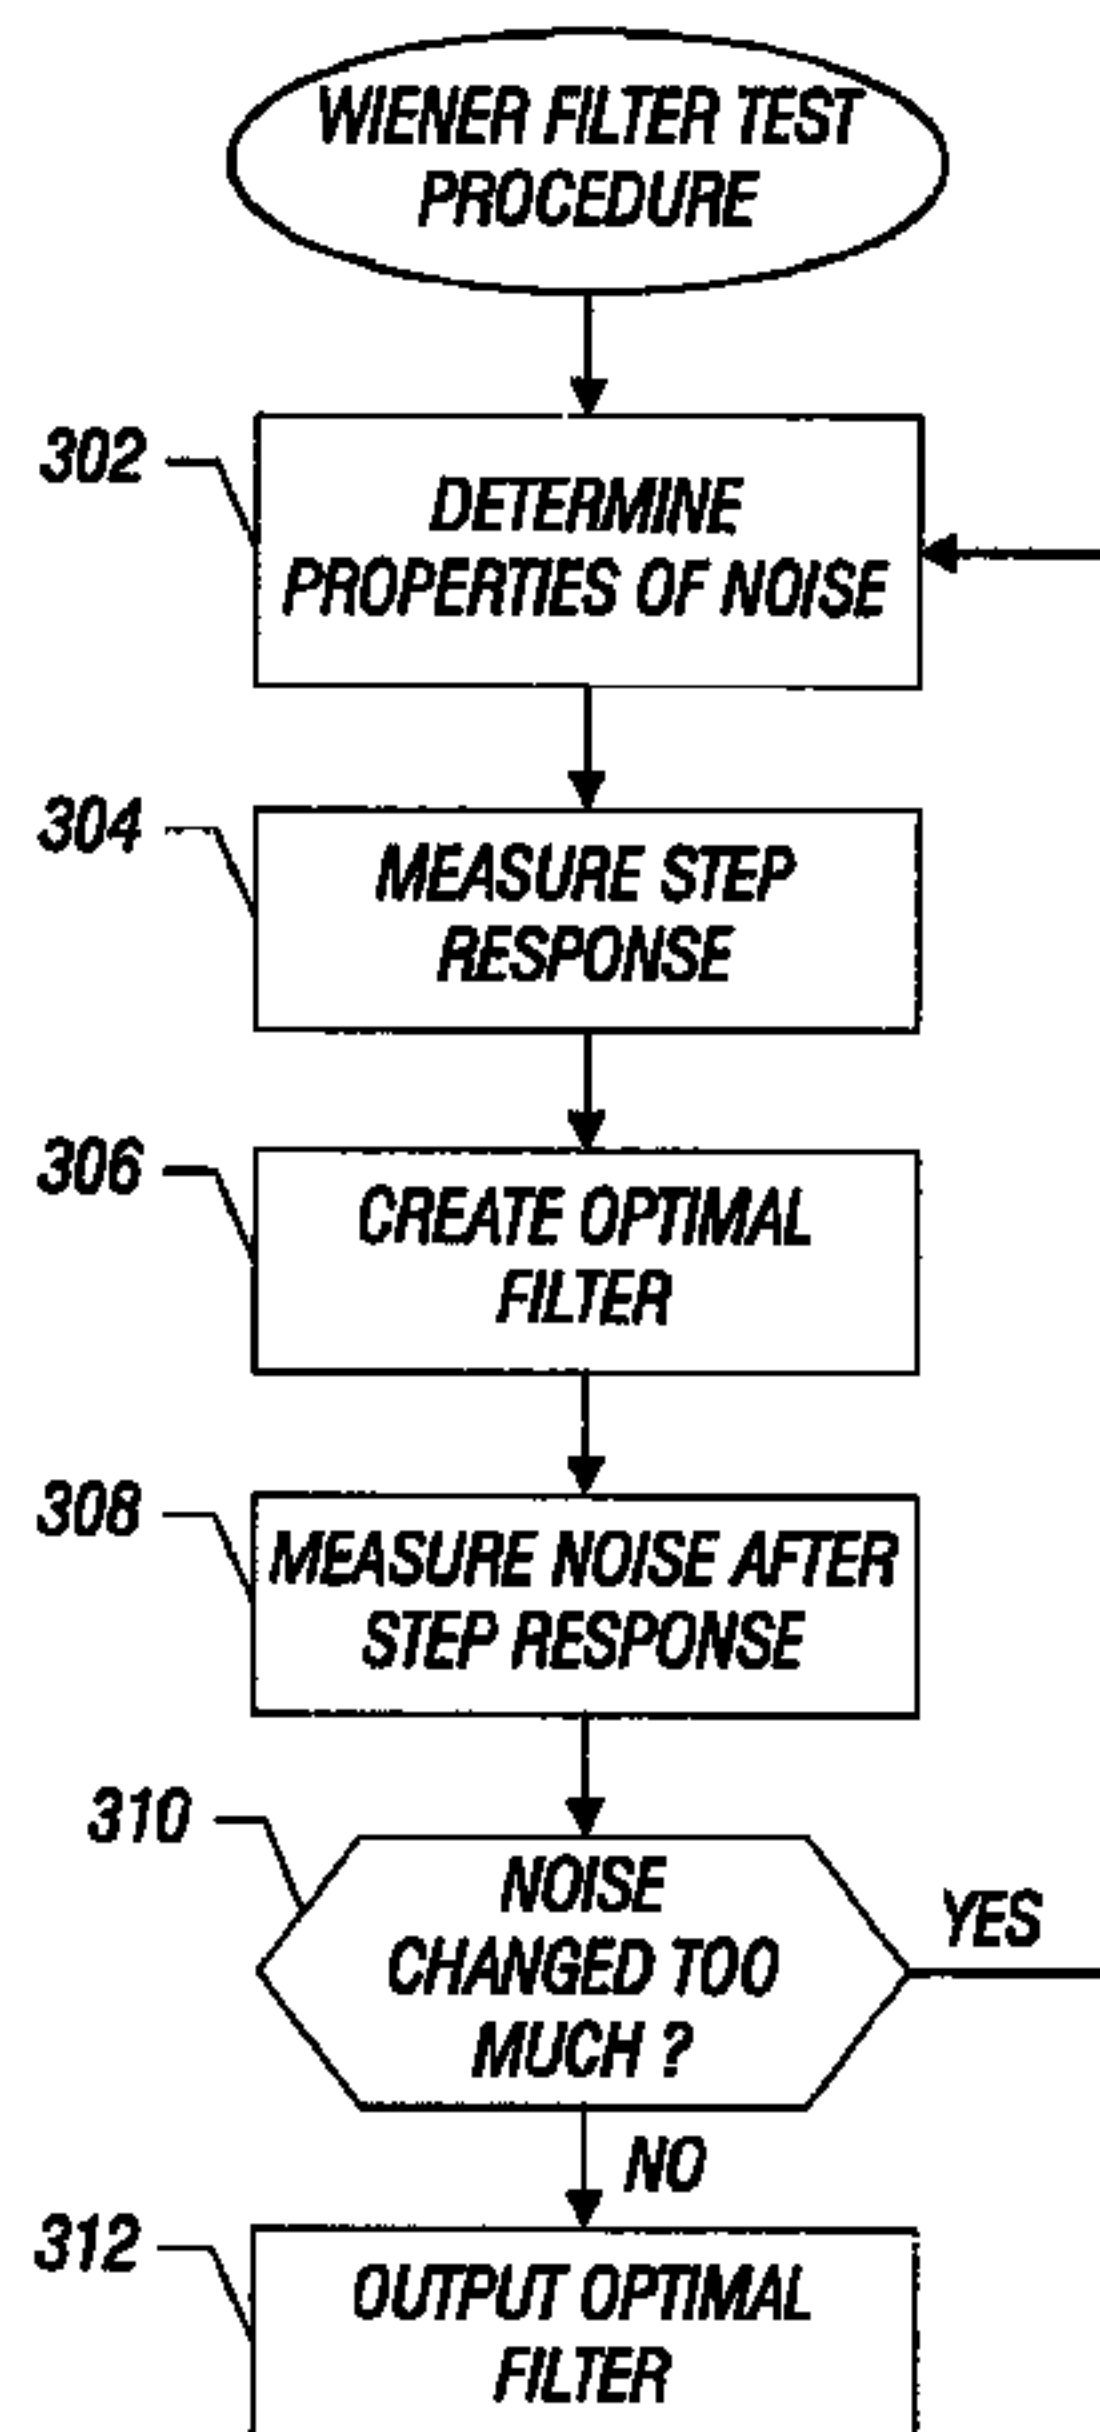 WIENER FILTER TEST
PROCEDURE
302
DETERMINE
PROPERTIES OF NOISE
304
MEASURE STEP
RESPONSE
306
CREATE OPTIMAL
FILTER
308
MEASURE NOISE AFTER
STEP RESPONSE
310
NOISE
CHANGED TOO
MUCH ?
YES
NO
312
OUTPUT OPTIMAL
FILTER